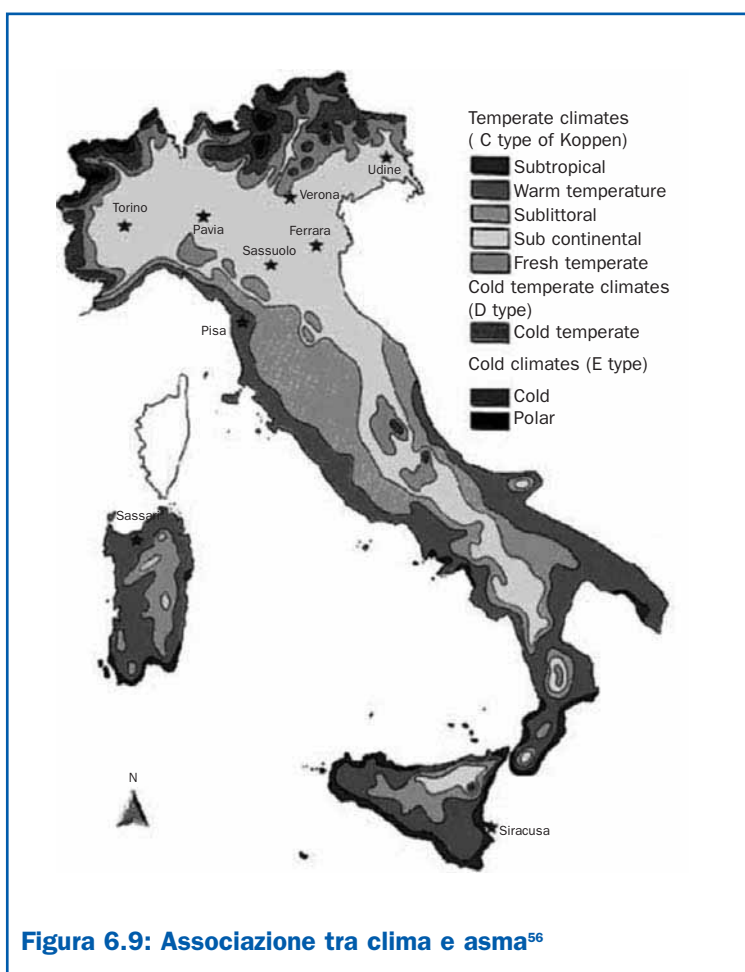 Temperate climates
( C type of Koppen)
Subtropical
Warm temperature
Sublittoral
Sub continental
Fresh temperate
Cold temperate climates
(D type)
Cold temperate
Cold climates (E type)
Cold
Polar
Udine
Verona
Torino
Pavia
Ferrara
Sassuolo
Pisa
Sassari
N
Siracusa
Figura 6.9: Associazione tra clima e asma⁵⁶